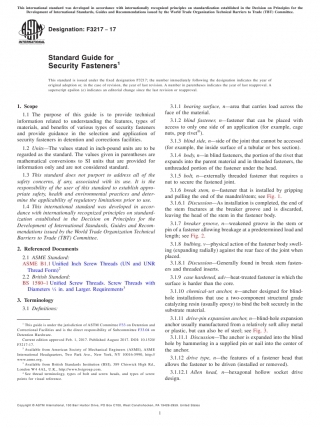 This international standard was developed in accordance with internationally recognized principles on standardization established in the Decision on Principles for the
Development of International Standards, Guides and Recommendations issued by the World Trade Organization Technical Barriers to Trade (TBT) Committee.
INTERNATIONAL
Designation: F3217 − 17
Standard Guide for
Security Fasteners¹
This standard is issued under the fixed designation F3217; the number immediately following the designation indicates the year of
original adoption or, in the case of revision, the year of last revision. A number in parentheses indicates the year of last reapproval. A
superscript epsilon (ε) indicates an editorial change since the last revision or reapproval.
1. Scope
1.1 The purpose of this guide is to provide technical
information related to understanding the features, types of
materials, and benefits of various types of security fasteners
and provide guidance in the selection and application of
security fasteners in detention and corrections facilities.
1.2 Units—The values stated in inch-pound units are to be
regarded as the standard. The values given in parentheses are
mathematical conversions to SI units that are provided for
information only and are not considered standard.
1.3 This standard does not purport to address all of the
safety concerns, if any, associated with its use. It is the
responsibility of the user of this standard to establish appro-
priate safety, health and environmental practices and deter-
mine the applicability of regulatory limitations prior to use.
1.4 This international standard was developed in accor-
dance with internationally recognized principles on standard-
ization established in the Decision on Principles for the
Development of International Standards, Guides and Recom-
mendations issued by the World Trade Organization Technical
Barriers to Trade (TBT) Committee.
2. Referenced Documents
2.1 ASME Standard:
ASME B1.1 Unified Inch Screw Threads (UN and UNR
Thread Form)²
2.2 British Standard:
BS 1580-1 Unified Screw Threads. Screw Threads with
Diameters ¼ in. and Larger: Requirements³
3. Terminology
3.1 Definitions:
¹ This guide is under the jurisdiction of ASTM Committee F33 on Detention and
Correctional Facilities and is the direct responsibility of Subcommittee F33.04 on
Detention Hardware.
Current edition approved Feb. 1, 2017. Published August 2017. DOI: 10.1520/
F3217-17.
² Available from American Society of Mechanical Engineers (ASME), ASME
International Headquarters, Two Park Ave., New York, NY 10016-5990, http://
www.asme.org.
³ Available from British Standards Institution (BSI), 389 Chiswick High Rd.,
London W4 4AL, U.K., http://www.bsigroup.com.
3.1.1 bearing surface, n—area that carries load across the
face of the material.
3.1.2 blind fastener, n—fastener that can be placed with
access to only one side of an application (for example, cage
nuts, pop rivet
3.1.3 blind side, n—side of the joint that cannot be accessed
(for example, the inside surface of a tubular or box section).
3.1.4 body, n—in blind fasteners, the portion of the rivet that
expands into the parent material and in threaded fasteners, the
unthreaded portion of the fastener under the head.
3.1.5 bolt, n—externally threaded fastener that requires a
nut to secure the fastened joint.
3.1.6 break stem, n—fastener that is installed by gripping
and pulling the end of the mandrel/stem; see Fig. 1.
3.1.6.1 Discussion—As installation is completed, the end of
the stem fractures at the breaker groove and is discarded,
leaving the head of the stem in the fastener body.
3.1.7 breaker groove, n—weakened groove in the stem or
pin of a fastener allowing breakage at a predetermined load and
length; see Fig. 2.
3.1.8 bulbing, v—physical action of the fastener body swell-
ing (expanding radially) against the rear face of the joint when
placed.
3.1.8.1 Discussion—Generally found in break stem fasten-
ers and threaded inserts.
3.1.9 case hardened, adj—heat-treated fastener in which the
surface is harder than the core.
3.1.10 chemical-set anchor, n—anchor designed for blind-
hole installations that use a two-component structural grade
catalyzing resin (usually epoxy) to bind the bolt securely in the
substrate material.
3.1.11 drive-pin expansion anchor, n—blind-hole expansion
anchor usually manufactured from a relatively soft alloy metal
or plastic, but can also be of steel, see Fig. 3.
3.1.11.1 Discussion—The anchor is expanded into the blind
hole by hammering in a supplied pin or nail into the center of
the anchor.
3.1.12 drive type, n—the features of a fastener head that
allows the fastener to be driven (installed or removed).
3.1.12.1 Allen head, n—hexagonal hollow socket drive
design.
Copyright © ASTM International, 100 Barr Harbor Drive, PO Box C700, West Conshohocken, PA 19428-2959. United States
1